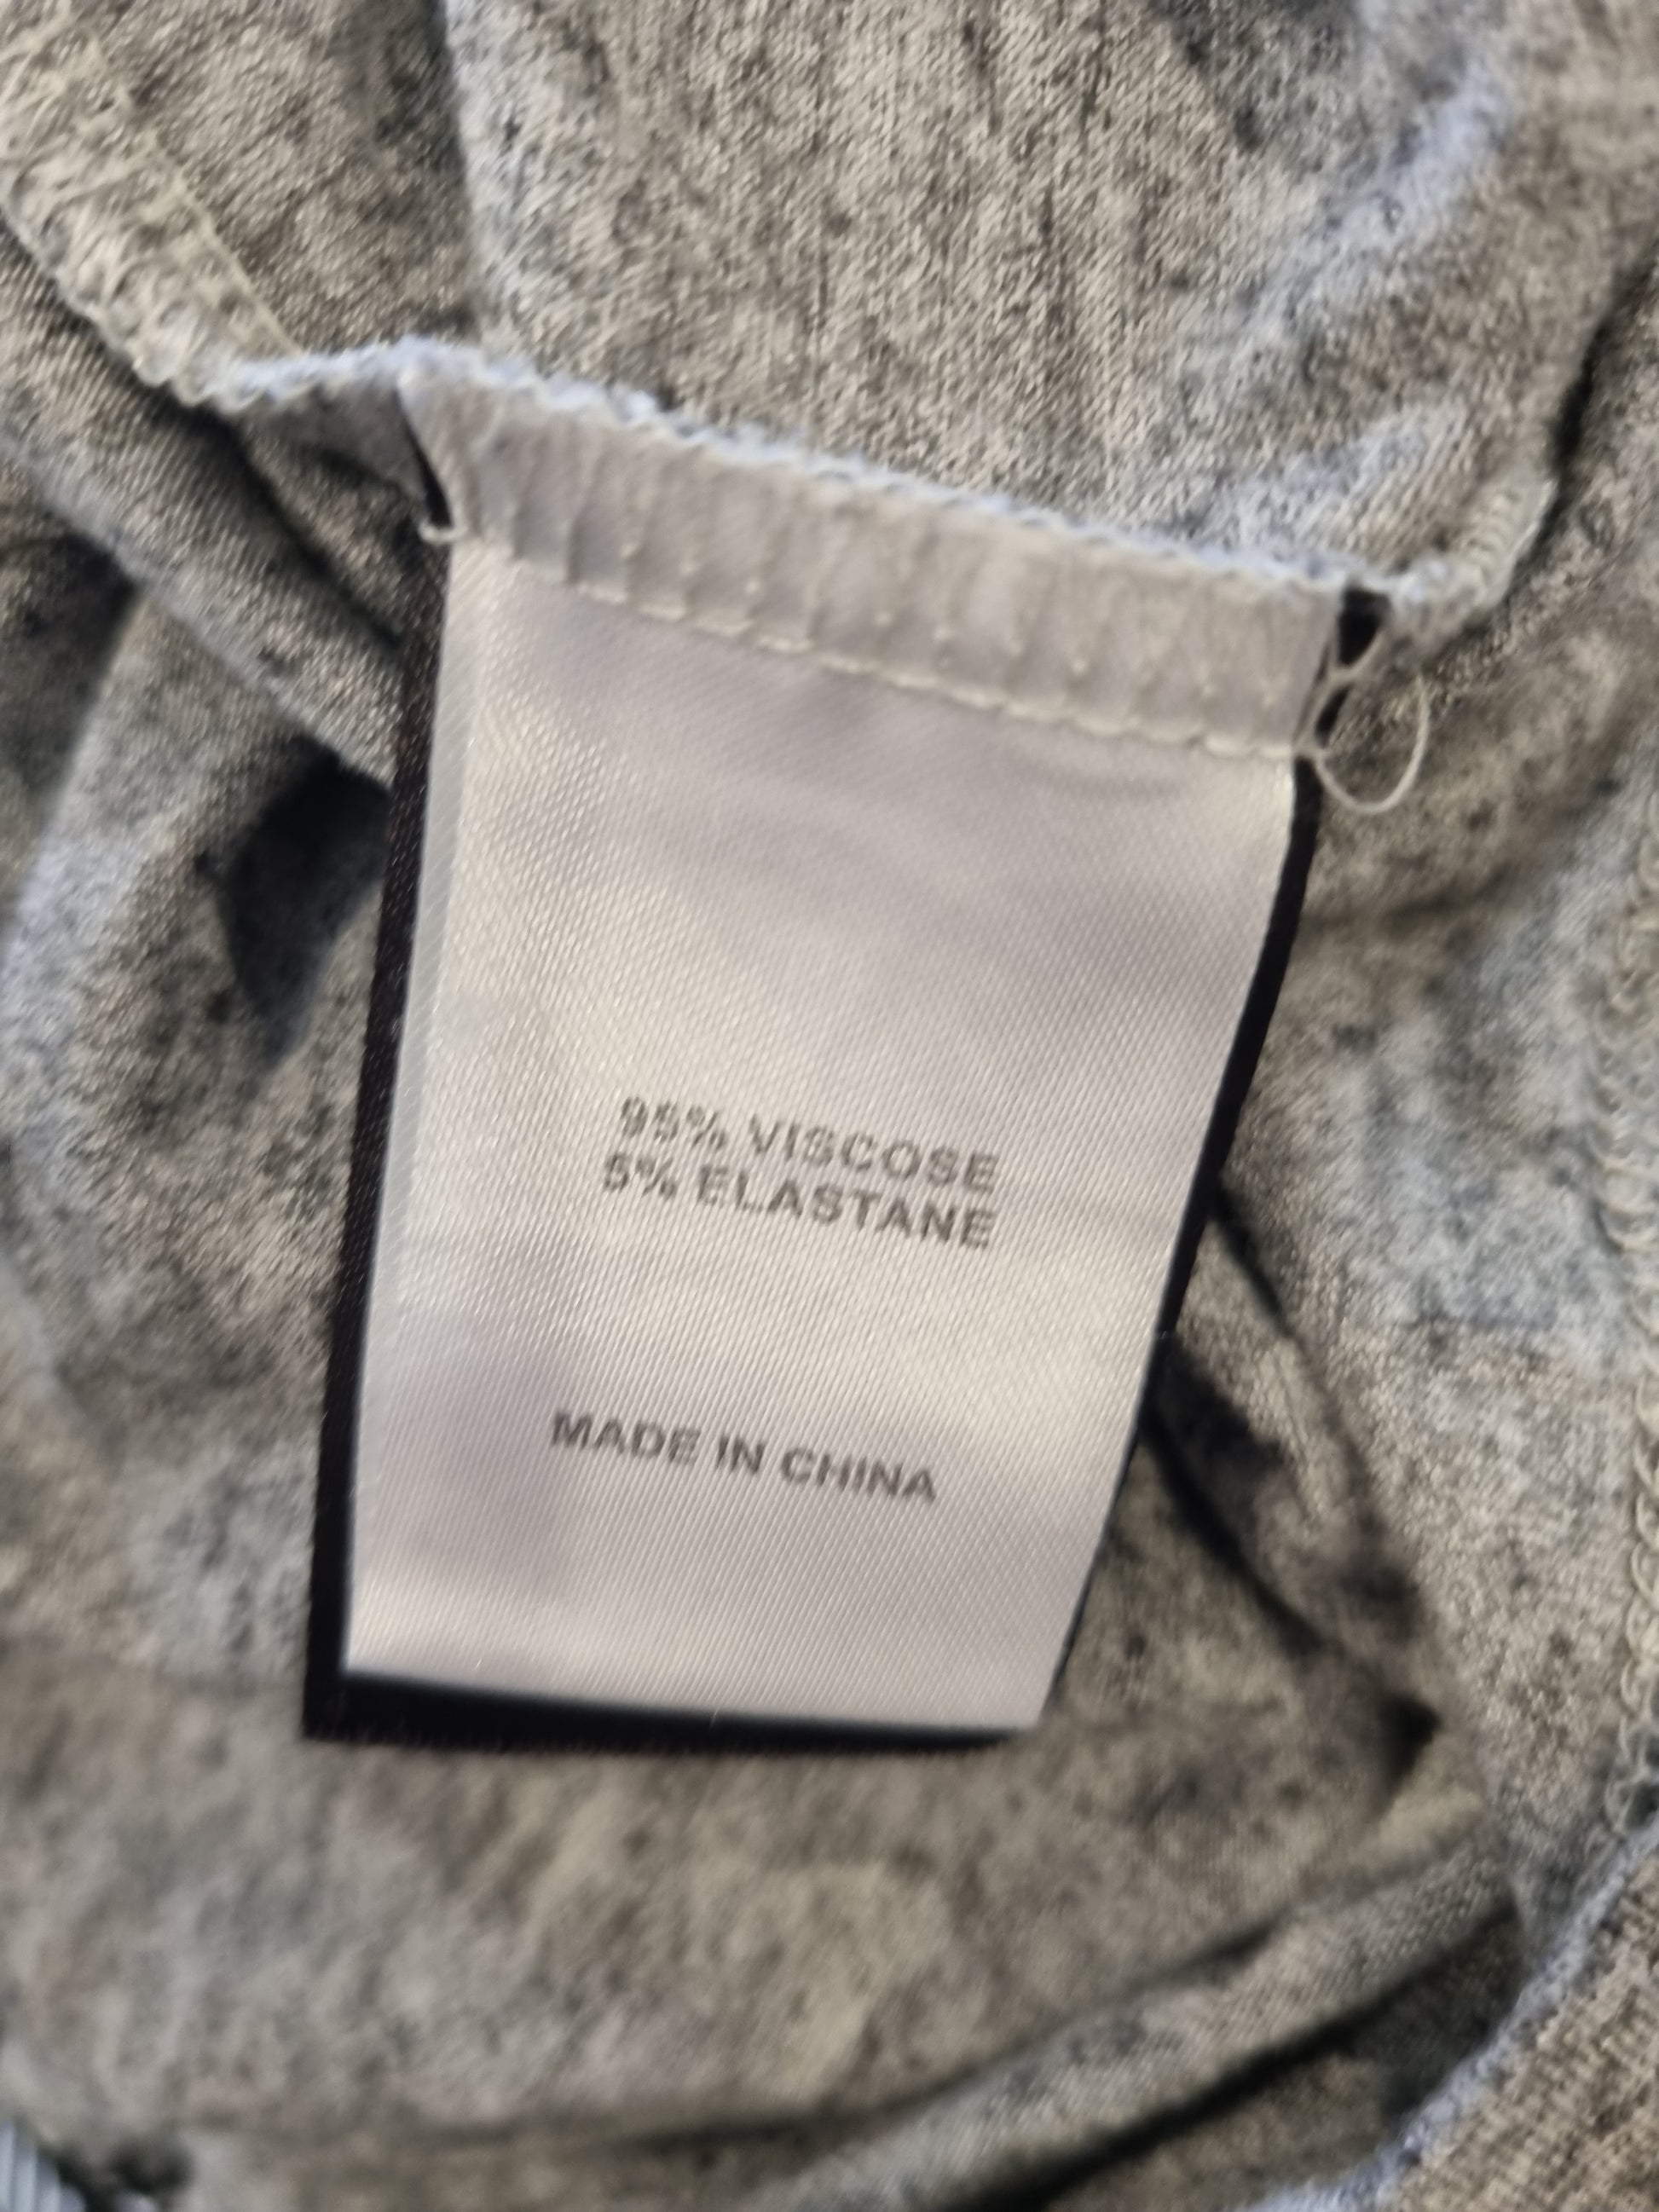 95% VISCOSE
5% ELASTANE
MADE IN CHINA